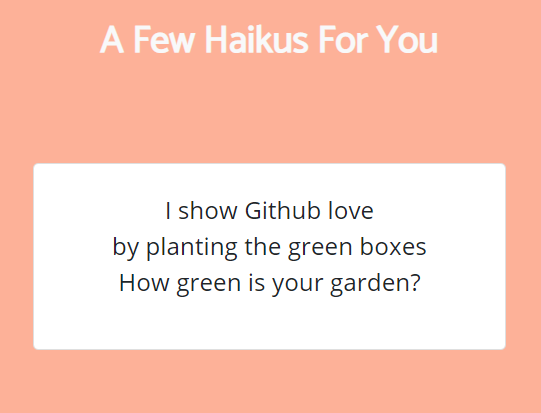 A Few Haikus For You
I show Github love
by planting the green boxes
How green is your garden?